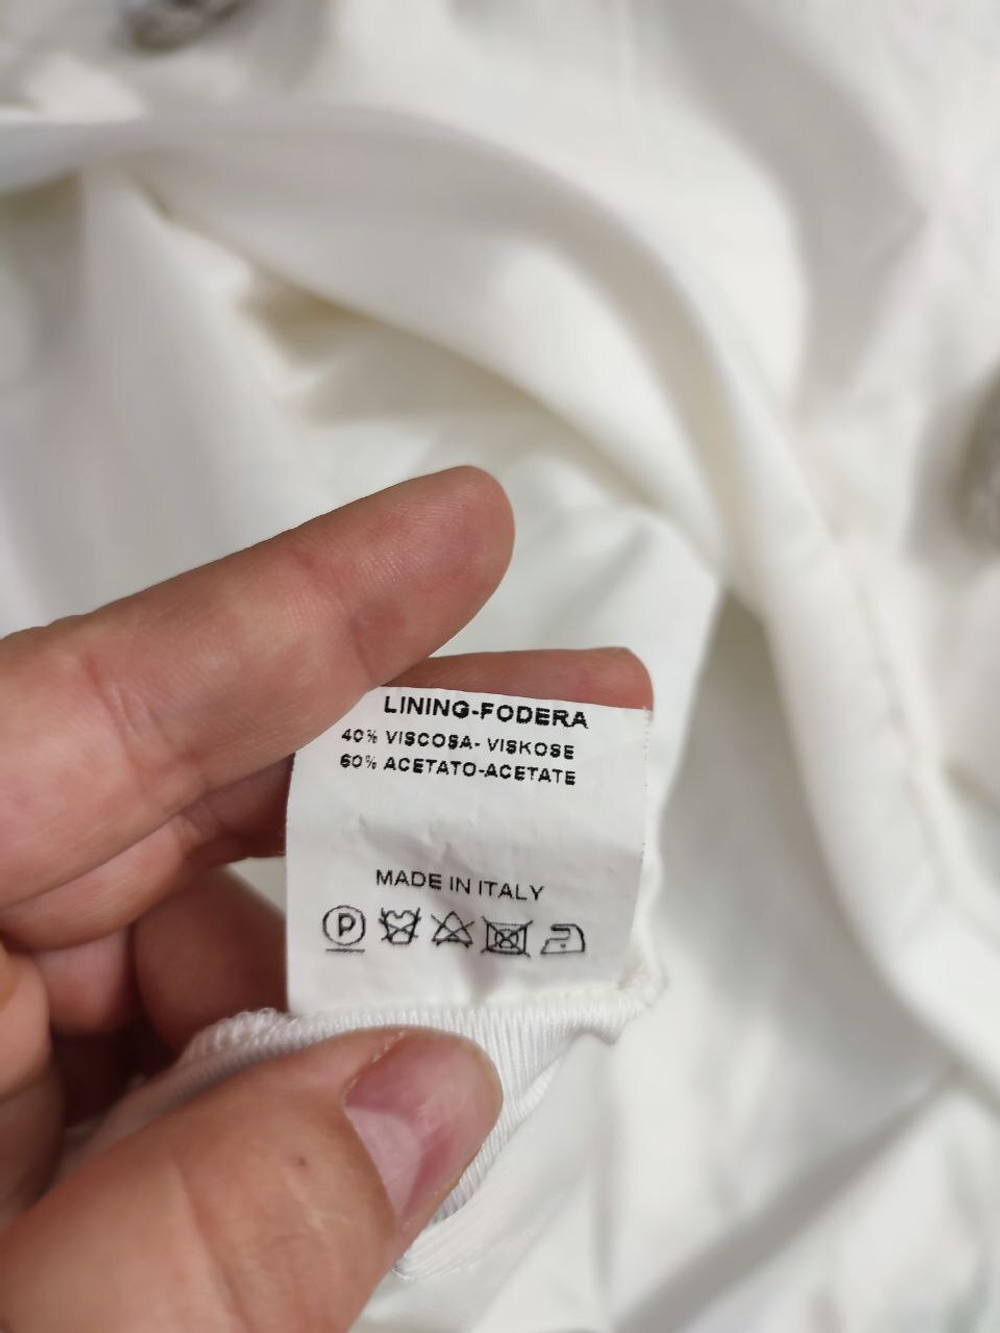 LINING-FODERA
40% VISCOSA- VISKOSE
60% ACETATO-ACETATE
MADE IN ITALY
P